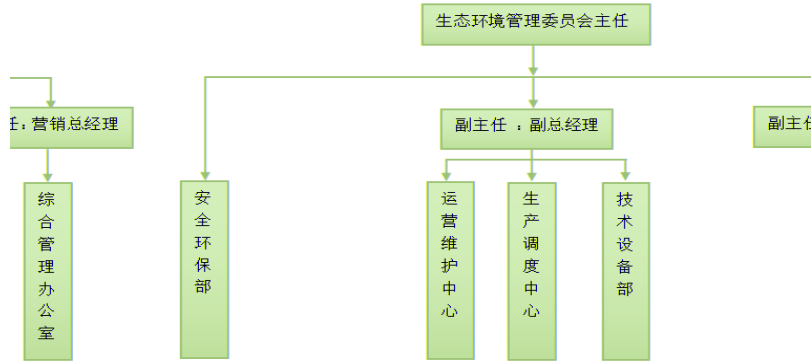 生态环境管理委员会主任
任：营销总经理
副主任 ：副总经理
副主任
综合管理办公室
安全环保部
运营维护中心
生产调度中心
技术设备部